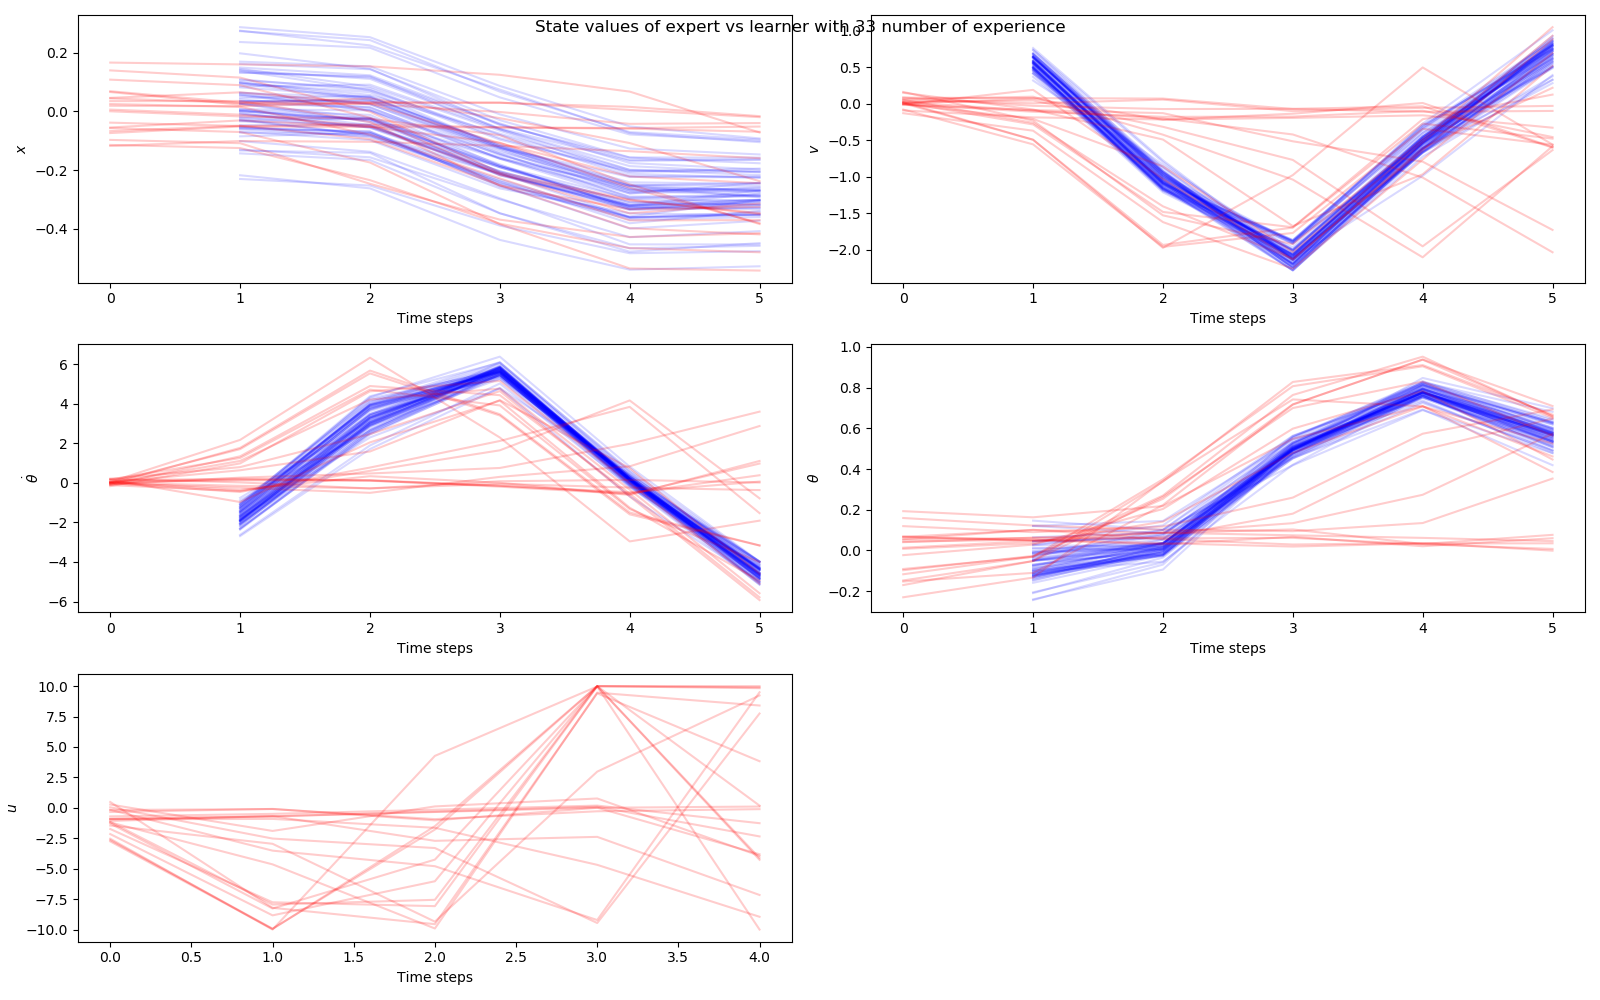 State values of expert vs learner with 33 number of experience
0.2
0.0
−0.2
−0.4
x
0 1 2 3 4 5
Time steps
1.0
0.5
0.0
−0.5
−1.0
−1.5
−2.0
v
0 1 2 3 4 5
Time steps
6
4
2
0
−2
−4
−6
θ̇
0 1 2 3 4 5
Time steps
1.0
0.8
0.6
0.4
0.2
0.0
−0.2
θ
0 1 2 3 4 5
Time steps
10.0
7.5
5.0
2.5
0.0
−2.5
−5.0
−7.5
−10.0
u
0.0 0.5 1.0 1.5 2.0 2.5 3.0 3.5 4.0
Time steps